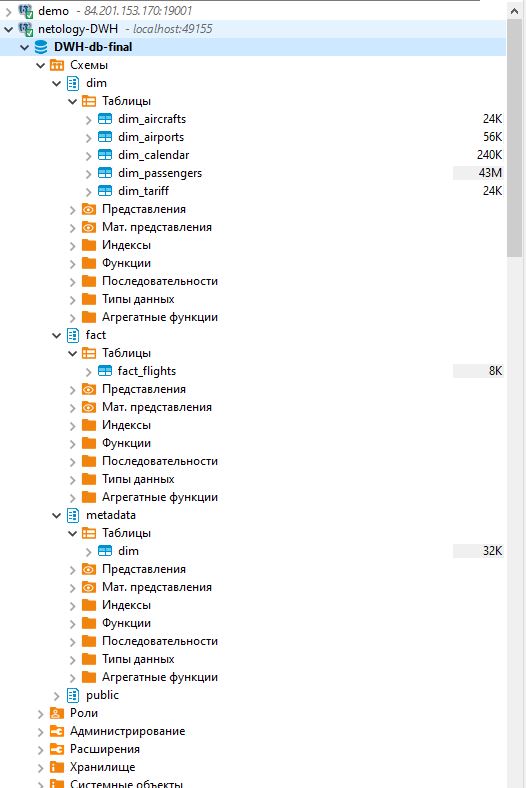 demo - 84.201.153.170:19001
netology-DWH - localhost:49155
DWH-db-final
Схемы
dim
Таблицы
dim_aircrafts 24K
dim_airports 56K
dim_calendar 240K
dim_passengers 43M
dim_tariff 24K
Представления
Мат. представления
Индексы
Функции
Последовательности
Типы данных
Агрегатные функции
fact
Таблицы
fact_flights 8K
Представления
Мат. представления
Индексы
Функции
Последовательности
Типы данных
Агрегатные функции
metadata
Таблицы
dim 32K
Представления
Мат. представления
Индексы
Функции
Последовательности
Типы данных
Агрегатные функции
public
Роли
Администрирование
Расширения
Хранилище
Системные объекты